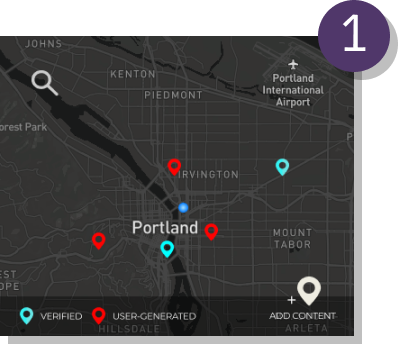 1
JOHNS
KENTON
PIEDMONT
Portland
International
Airport
orest Park
P
IRVINGTON
Portland
MOUNT
TABOR
EST
OPE
VERIFIED
USER-GENERATED
+
ADD CONTENT
HILLSDALE
ARLETA